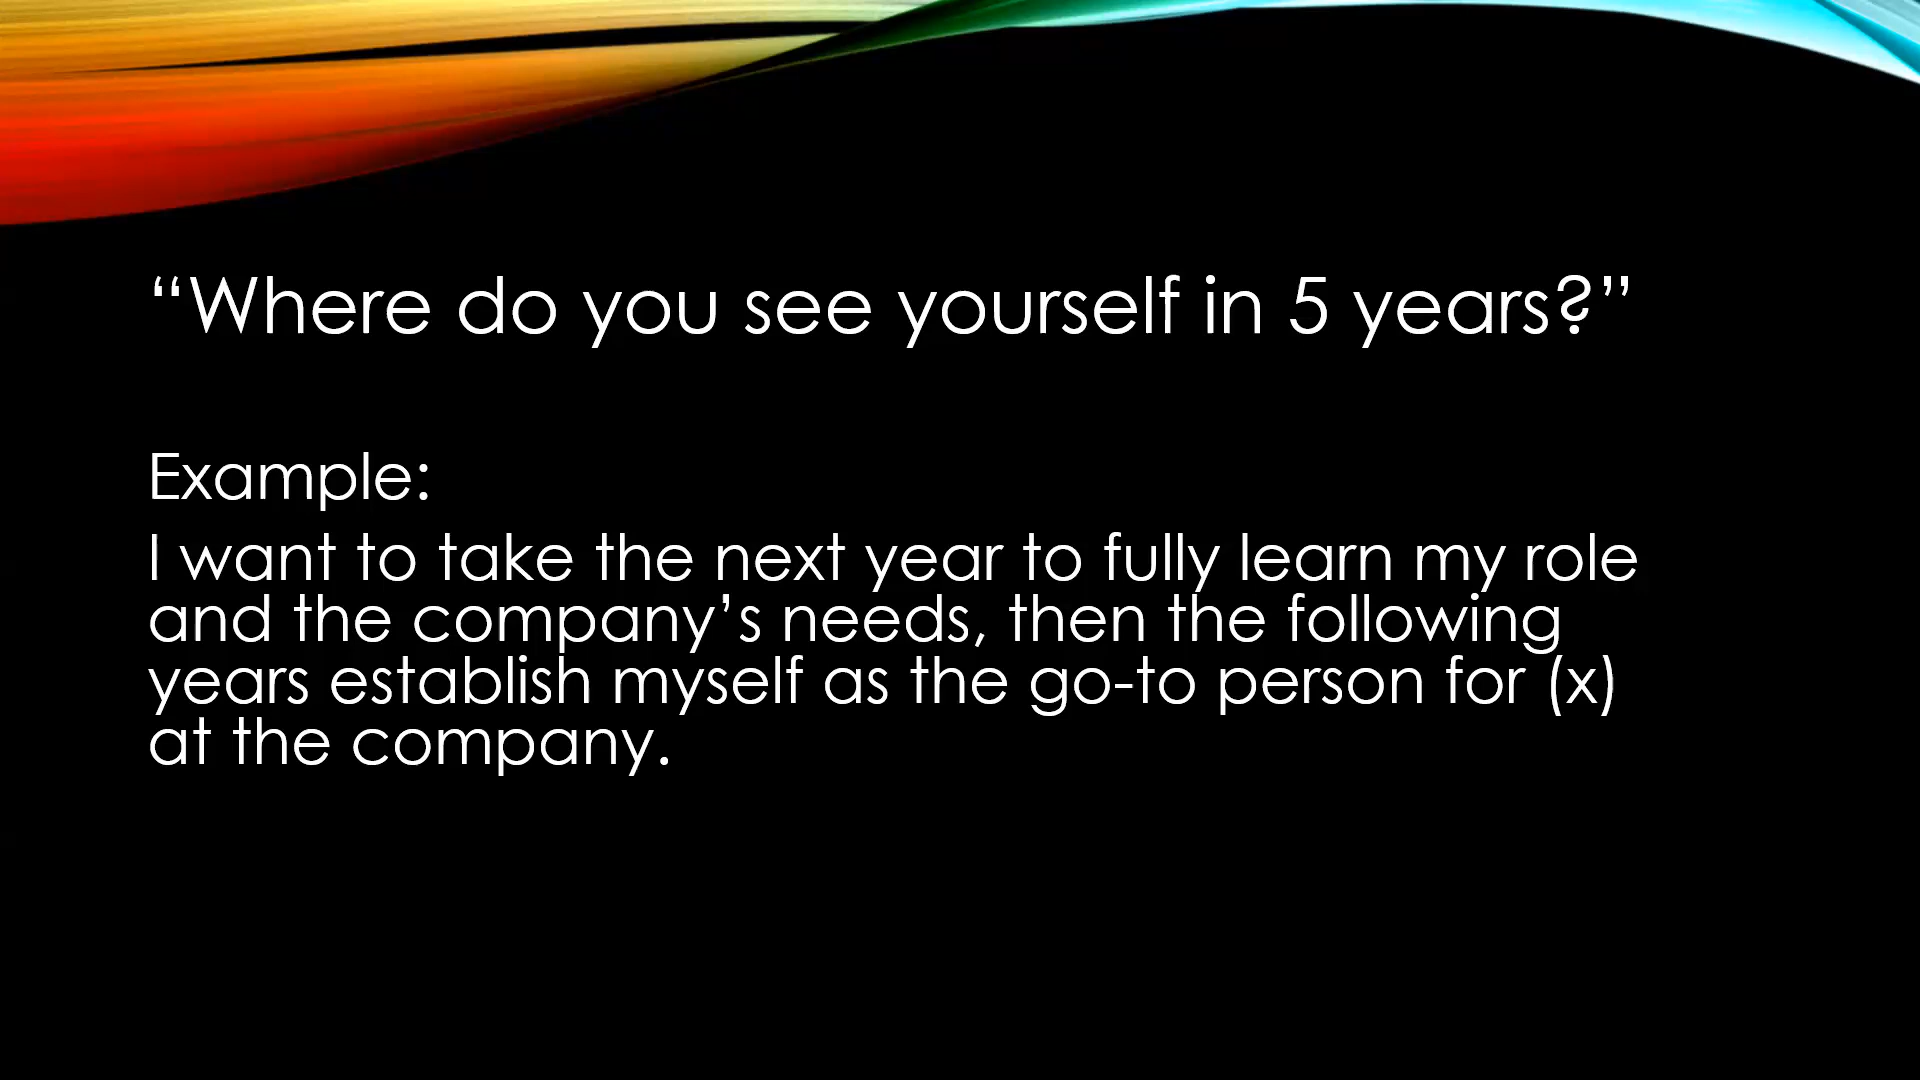 “Where do you see yourself in 5 years?”
Example:
I want to take the next year to fully learn my role
and the company’s needs, then the following
years establish myself as the go-to person for (x)
at the company.